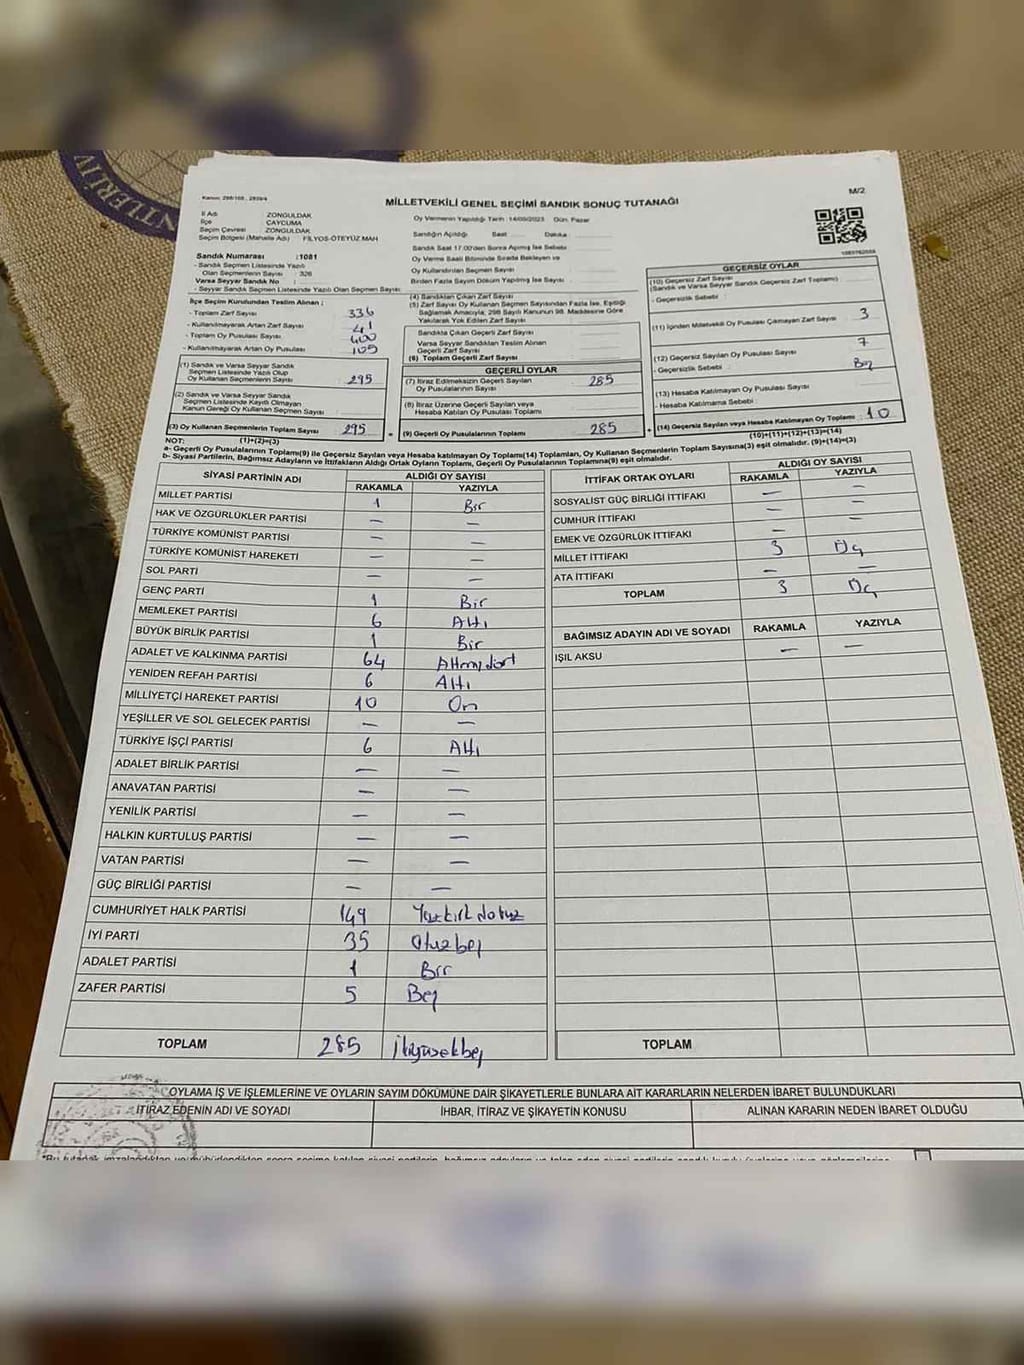 NTLERİ
Kanun: 298/105 , 2839/4
M/2
MİLLETVEKİLİ GENEL SEÇİMİ SANDIK SONUÇ TUTANAĞI
İl Adı : ZONGULDAK
İlçe : ÇAYCUMA
Seçim Çevresi : ZONGULDAK
Seçim Bölgesi (Mahalle Adı) : FİLYOS-ÖTEYÜZ MAH
Sandık Numarası :1081
- Sandık Seçmen Listesinde Yazılı
Olan Seçmenlerin Sayısı : 326
Varsa Seyyar Sandık No :
- Seyyar Sandık Listesinde Yazılı Olan Seçmen Sayısı:
İlçe Seçim Kurulundan Teslim Alınan ;
- Toplam Zarf Sayısı : 336
- Kullanılmayarak Artan Zarf Sayısı : 41
- Toplam Oy Pusulası Sayısı : 400
- Kullanılmayarak Artan Oy Pusulası : 105
(1) Sandık ve Varsa Seyyar Sandık
Seçmen Listesinde Yazılı Olup
Oy Kullanan Seçmenlerin Sayısı : 295
(2) Sandık ve Varsa Seyyar Sandık
Seçmen Listesinde Kayıtlı Olmayan
Kanun Gereği Oy Kullanan Seçmen Sayısı :
(3) Oy Kullanan Seçmenlerin Toplam Sayısı : 295
(1)+(2)=(3)
Oy Vermenin Yapıldığı Tarih : 14/05/2023 Gün: Pazar
Sandığın Açıldığı Saat : Dakika :
Sandık Saat 17.00'den Sonra Açılmış İse Sebebi :
Oy Verme Saati Bitiminde Sırada Bekleyen ve
Oy Kullandırılan Seçmen Sayısı :
Birden Fazla Sayım Döküm Yapılmış İse Sayısı :
(4) Sandıktan Çıkan Zarf Sayısı
(5) Zarf Sayısı Oy Kullanan Seçmen Sayısından Fazla İse, Eşitliği
Sağlamak Amacıyla; 298 Sayılı Kanunun 98. Maddesine Göre
Yakılarak Yok Edilen Zarf Sayısı :
Sandıkta Çıkan Geçerli Zarf Sayısı :
Varsa Seyyar Sandıktan Teslim Alınan
Geçerli Zarf Sayısı :
(6) Toplam Geçerli Zarf Sayısı :
GEÇERLİ OYLAR
(7) İtiraz Edilmeksizin Geçerli Sayılan
Oy Pusulalarının Sayısı : 285
(8) İtiraz Üzerine Geçerli Sayılan veya
Hesaba Katılan Oy Pusulası Toplamı :
= (9) Geçerli Oy Pusulalarının Toplamı : 285
GEÇERSİZ OYLAR
(10) Geçersiz Zarf Sayısı
(Sandık ve Varsa Seyyar Sandık Geçersiz Zarf Toplamı) :
- Geçersizlik Sebebi :
(11) İçinden Milletvekili Oy Pusulası Çıkmayan Zarf Sayısı : 3
(12) Geçersiz Sayılan Oy Pusulası Sayısı : 7
- Geçersizlik Sebebi : Boş
(13) Hesaba Katılmayan Oy Pusulası Sayısı :
- Hesaba Katılmama Sebebi :
+ (14) Geçersiz Sayılan veya Hesaba Katılmayan Oy Toplamı : 10
(10)+(11)+(12)+(13)=(14)
NOT:
a- Geçerli Oy Pusulalarının Toplamı(9) ile Geçersiz Sayılan veya Hesaba katılmayan Oy Toplamı(14) Toplamları, Oy Kullanan Seçmenlerin Toplam Sayısına(3) eşit olmalıdır. (9)+(14)=(3)
b- Siyasi Partilerin, Bağımsız Adayların ve İttifakların Aldığı Ortak Oyların Toplamı, Geçerli Oy Pusulalarının Toplamına(9) eşit olmalıdır.
SİYASİ PARTİNİN ADI ALDIĞI OY SAYISI
RAKAMLA YAZIYLA
MİLLET PARTİSİ 1 Bir
HAK VE ÖZGÜRLÜKLER PARTİSİ — —
TÜRKİYE KOMÜNİST PARTİSİ — —
TÜRKİYE KOMÜNİST HAREKETİ — —
SOL PARTİ — —
GENÇ PARTİ 1 Bir
MEMLEKET PARTİSİ 6 Altı
BÜYÜK BİRLİK PARTİSİ 1 Bir
ADALET VE KALKINMA PARTİSİ 64 Altmışdört
YENİDEN REFAH PARTİSİ 6 Altı
MİLLİYETÇİ HAREKET PARTİSİ 10 On
YEŞİLLER VE SOL GELECEK PARTİSİ — —
TÜRKİYE İŞÇİ PARTİSİ 6 Altı
ADALET BİRLİK PARTİSİ — —
ANAVATAN PARTİSİ — —
YENİLİK PARTİSİ — —
HALKIN KURTULUŞ PARTİSİ — —
VATAN PARTİSİ — —
GÜÇ BİRLİĞİ PARTİSİ — —
CUMHURİYET HALK PARTİSİ 149 Yüzkırkdokuz
İYİ PARTİ 35 Otuzbeş
ADALET PARTİSİ 1 Bir
ZAFER PARTİSİ 5 Beş
TOPLAM 285
İTTİFAK ORTAK OYLARI ALDIĞI OY SAYISI
RAKAMLA YAZIYLA
SOSYALİST GÜÇ BİRLİĞİ İTTİFAKI — —
CUMHUR İTTİFAKI — —
EMEK VE ÖZGÜRLÜK İTTİFAKI — —
MİLLET İTTİFAKI 3 Üç
ATA İTTİFAKI — —
TOPLAM 3 Üç
BAĞIMSIZ ADAYIN ADI VE SOYADI RAKAMLA YAZIYLA
IŞIL AKSU — —
TOPLAM
OYLAMA İŞ VE İŞLEMLERİNE VE OYLARIN SAYIM DÖKÜMÜNE DAİR ŞİKAYETLERLE BUNLARA AİT KARARLARIN NELERDEN İBARET BULUNDUKLARI
İTİRAZ EDENİN ADI VE SOYADI İHBAR, İTİRAZ VE ŞİKAYETİN KONUSU ALINAN KARARIN NEDEN İBARET OLDUĞU